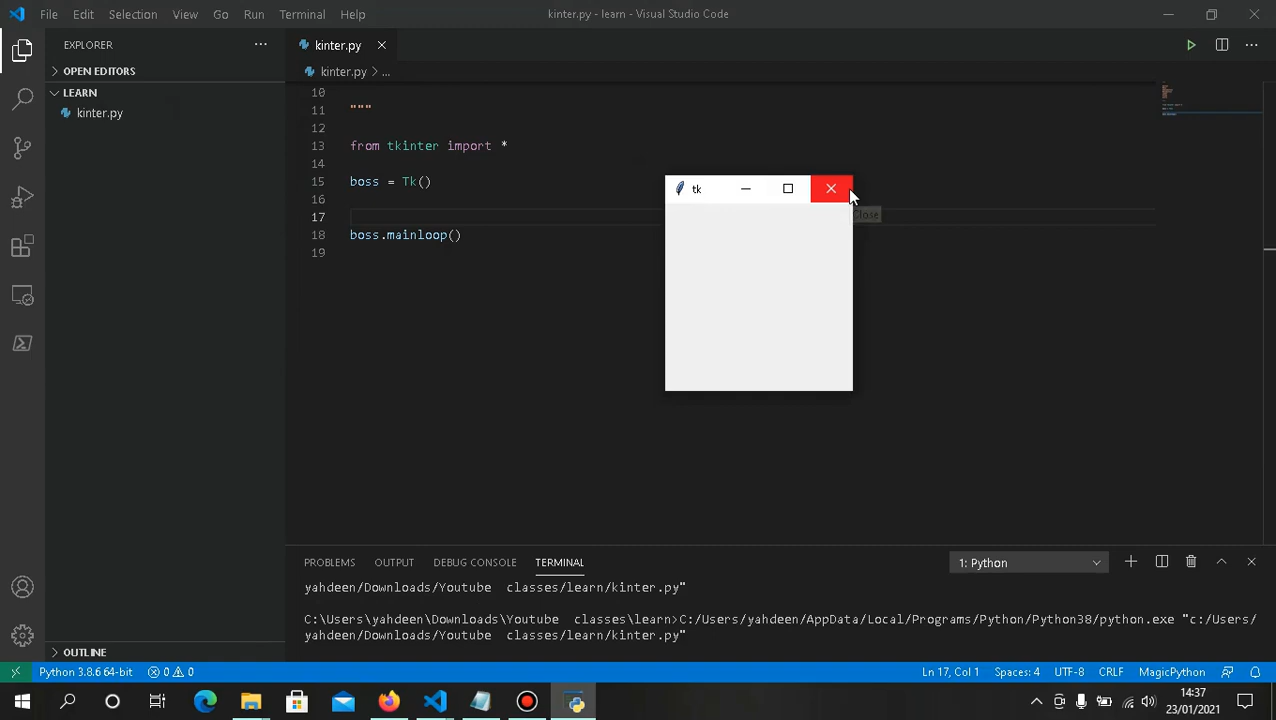 File Edit Selection View Go Run Terminal Help kinter.py - learn - Visual Studio Code
EXPLORER
kinter.py
OPEN EDITORS
kinter.py > ...
LEARN
kinter.py
10
11 """
12
13 from tkinter import *
14
15 boss = Tk()
16
17
18 boss.mainloop()
19
tk
Close
PROBLEMS OUTPUT DEBUG CONSOLE TERMINAL 1: Python
yahdeen/Downloads/Youtube classes/learn/kinter.py"
C:\Users\yahdeen\Downloads\Youtube classes\learn>C:/Users/yahdeen/AppData/Local/Programs/Python/Python38/python.exe "c:/Users/
yahdeen/Downloads/Youtube classes/learn/kinter.py"
OUTLINE
Python 3.8.6 64-bit 0 0 Ln 17, Col 1 Spaces: 4 UTF-8 CRLF MagicPython
14:37
23/01/2021